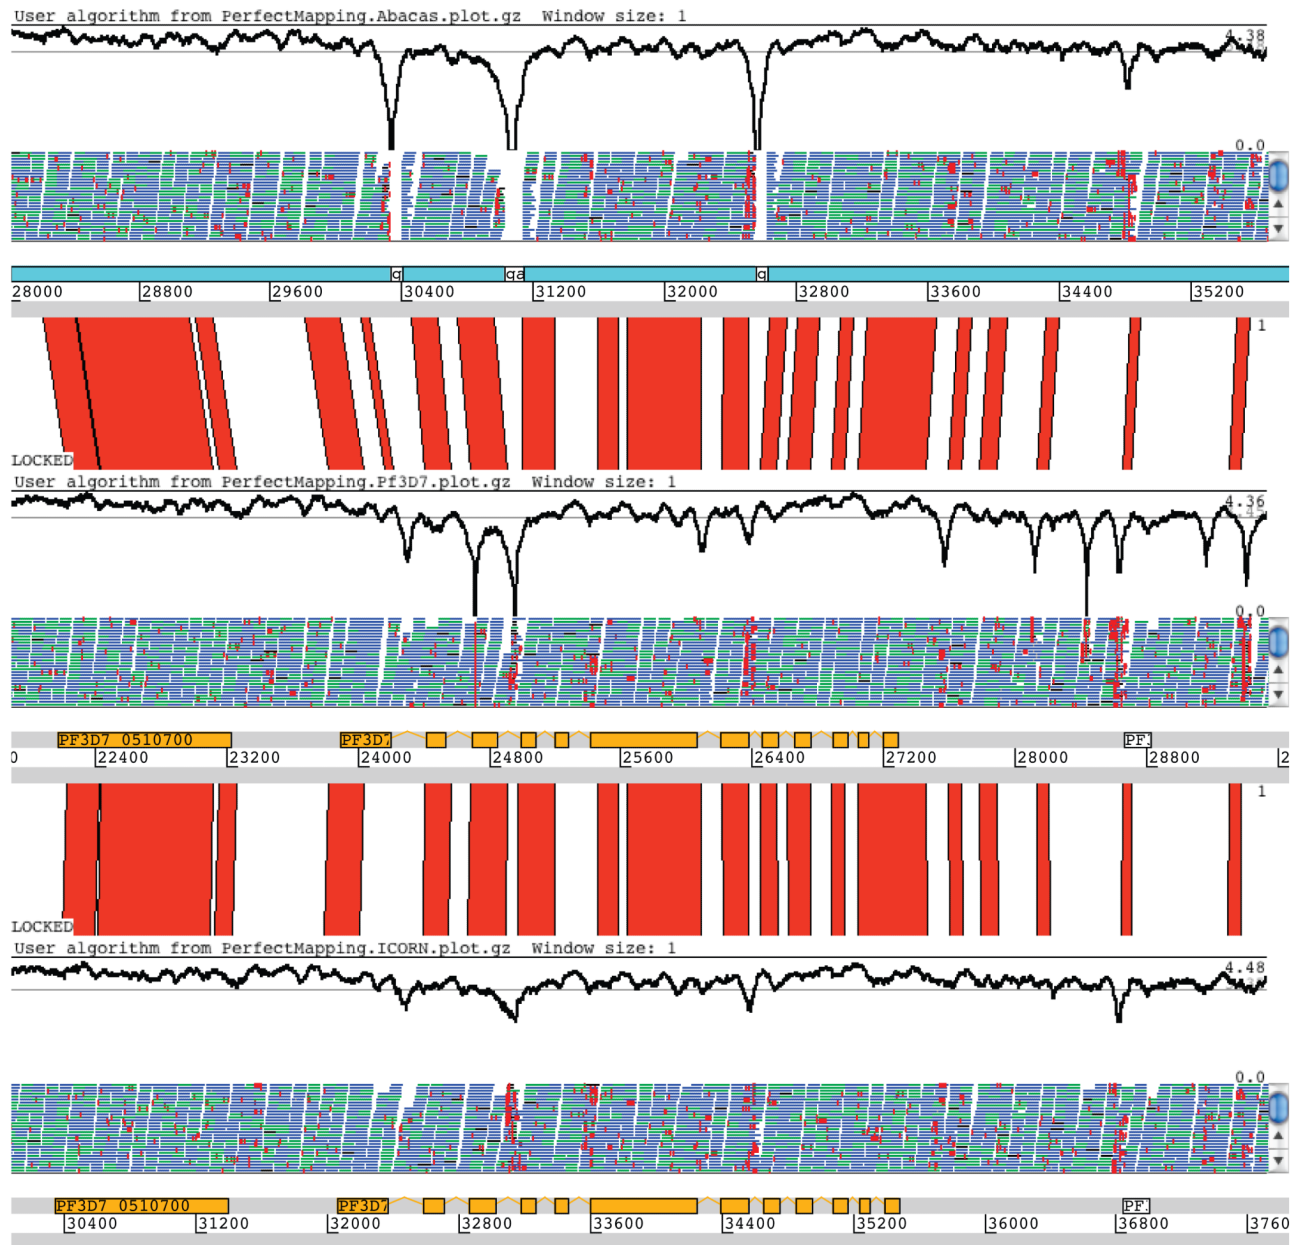 User algorithm from PerfectMapping.Abacas.plot.gz Window size: 1
4.38
0.0
g ga g
28000 28800 29600 30400 31200 32000 32800 33600 34400 35200
1
LOCKED
User algorithm from PerfectMapping.Pf3D7.plot.gz Window size: 1
4.36
0.0
PF3D7_0510700 PF3D7 PF.
0 22400 23200 24000 24800 25600 26400 27200 28000 28800 2
1
LOCKED
User algorithm from PerfectMapping.ICORN.plot.gz Window size: 1
4.48
0.0
PF3D7_0510700 PF3D7 PF.
30400 31200 32000 32800 33600 34400 35200 36000 36800 3760